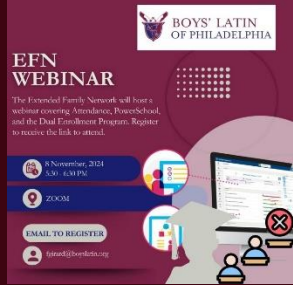 BOYS' LATIN
OF PHILADELPHIA
EFN
WEBINAR
The Extended Family Network will host a
webinar covering Attendance, PowerSchool,
and the Dual Enrollment Program. Register
to receive the link to attend.
8 November, 2024
5:30 - 6:30 PM
ZOOM
EMAIL TO REGISTER
@boyslatin.org